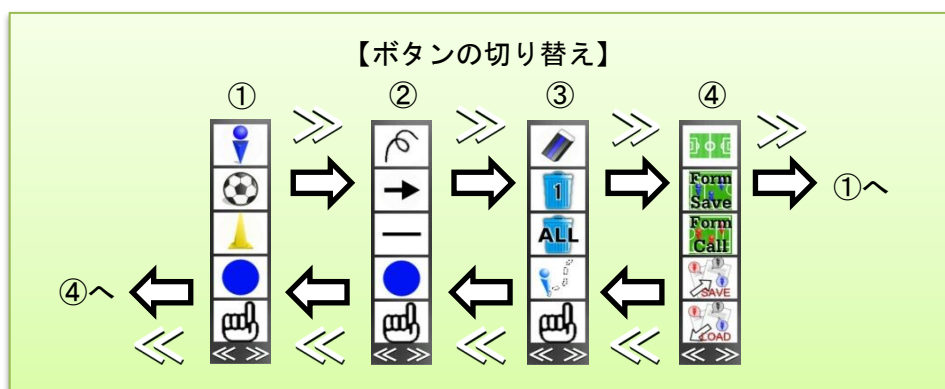 【ボタンの切り替え】
① ② ③ ④
≫ ≫ ≫ ≫
1
Form
Save
ALL
Form
Call
SAVE
LOAD
①へ
④へ
≪ ≪ ≪ ≪
≪ ≫ ≪ ≫ ≪ ≫ ≪ ≫